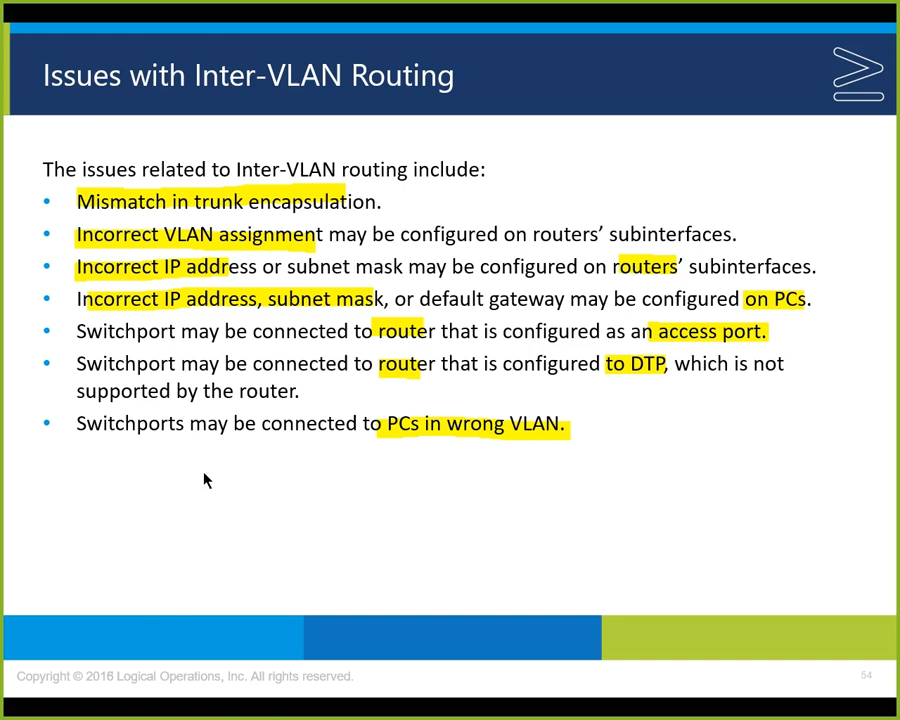 Issues with Inter-VLAN Routing
The issues related to Inter-VLAN routing include:
• Mismatch in trunk encapsulation.
• Incorrect VLAN assignment may be configured on routers’ subinterfaces.
• Incorrect IP address or subnet mask may be configured on routers’ subinterfaces.
• Incorrect IP address, subnet mask, or default gateway may be configured on PCs.
• Switchport may be connected to router that is configured as an access port.
• Switchport may be connected to router that is configured to DTP, which is not
supported by the router.
• Switchports may be connected to PCs in wrong VLAN.
Copyright © 2016 Logical Operations, Inc. All rights reserved.
54